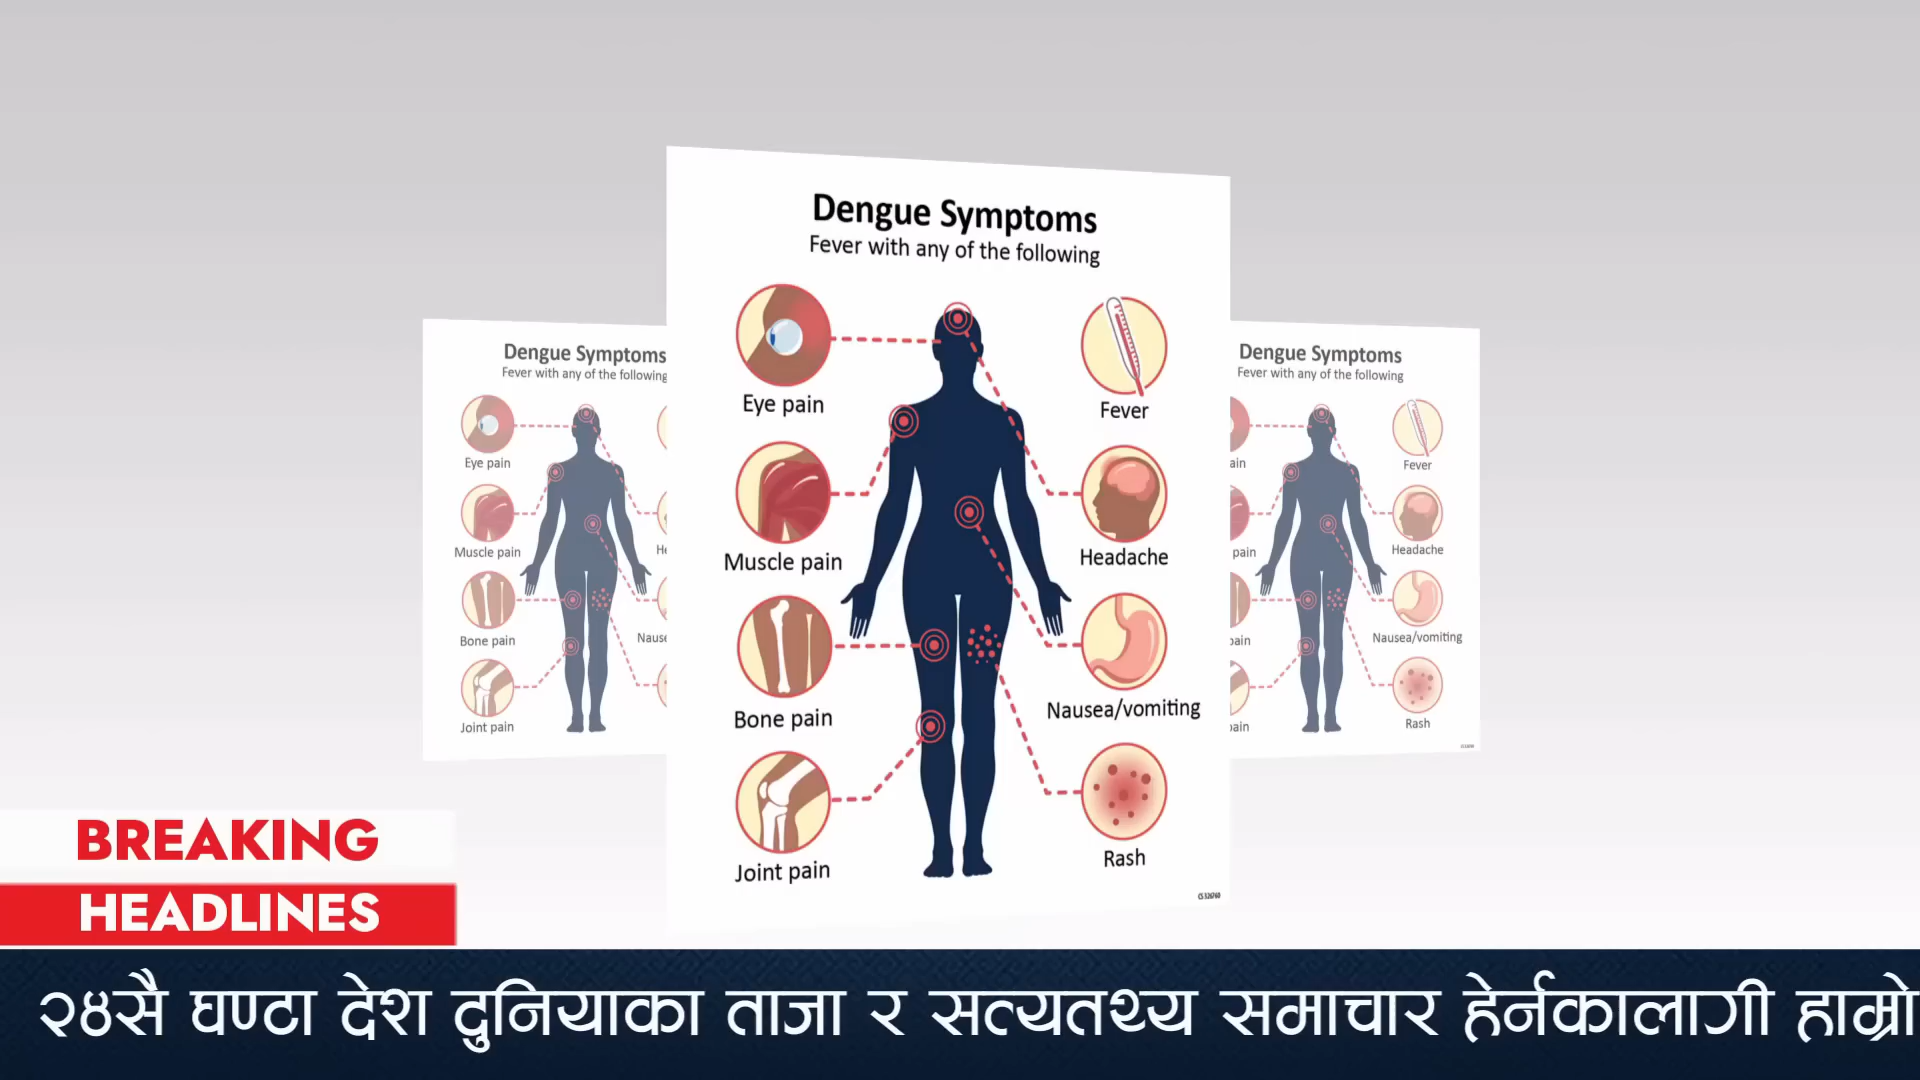 Dengue Symptoms
Fever with any of the following
Eye pain
Fever
Muscle pain
Headache
Bone pain
Nausea/vomiting
Joint pain
Rash
Dengue Symptoms
Fever with any of the following
Eye pain
Muscle pain
Bone pain
Joint pain
Dengue Symptoms
Fever with any of the following
Fever
Headache
Nausea/vomiting
Rash
BREAKING
HEADLINES
२४सै घण्टा देश दुनियाका ताजा र सत्यतथ्य समाचार हेर्नकालागी हाम्रो